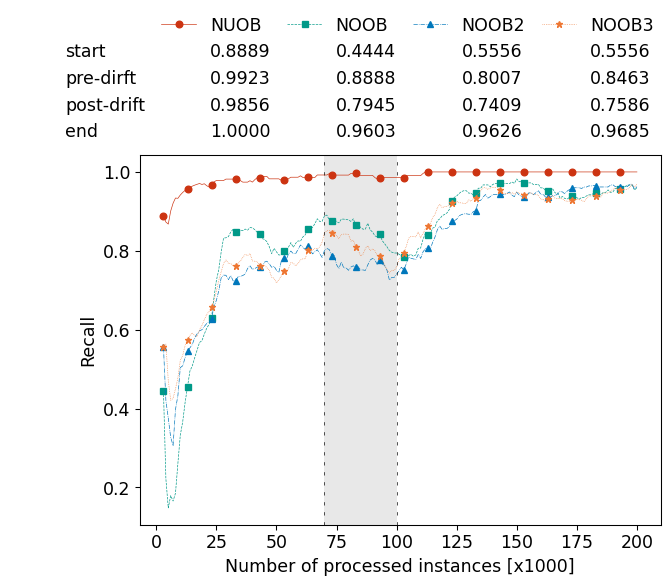 NUOB NOOB NOOB2 NOOB3
start 0.8889 0.4444 0.5556 0.5556
pre-dirft 0.9923 0.8888 0.8007 0.8463
post-drift 0.9856 0.7945 0.7409 0.7586
end 1.0000 0.9603 0.9626 0.9685
1.0
0.8
0.6
0.4
0.2
Recall
0 25 50 75 100 125 150 175 200
Number of processed instances [x1000]